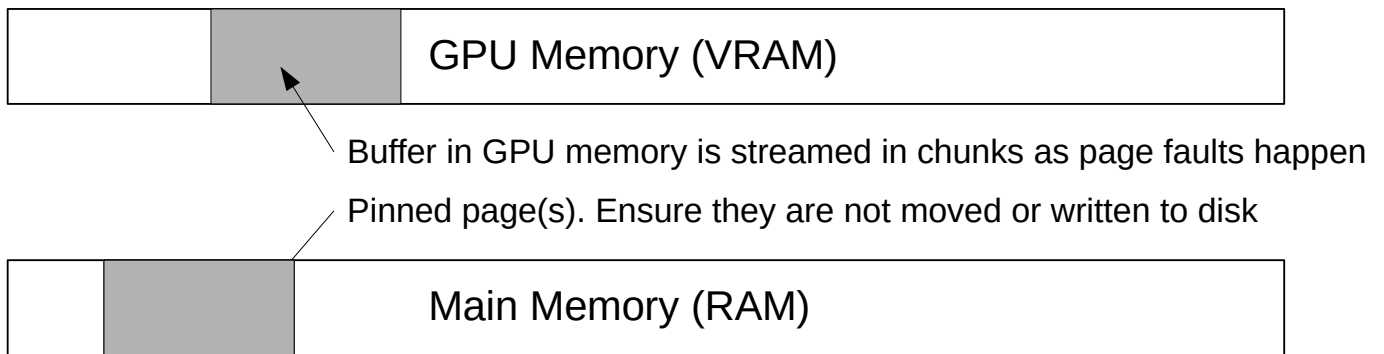 GPU Memory (VRAM)
Buffer in GPU memory is streamed in chunks as page faults happen
Pinned page(s). Ensure they are not moved or written to disk
Main Memory (RAM)